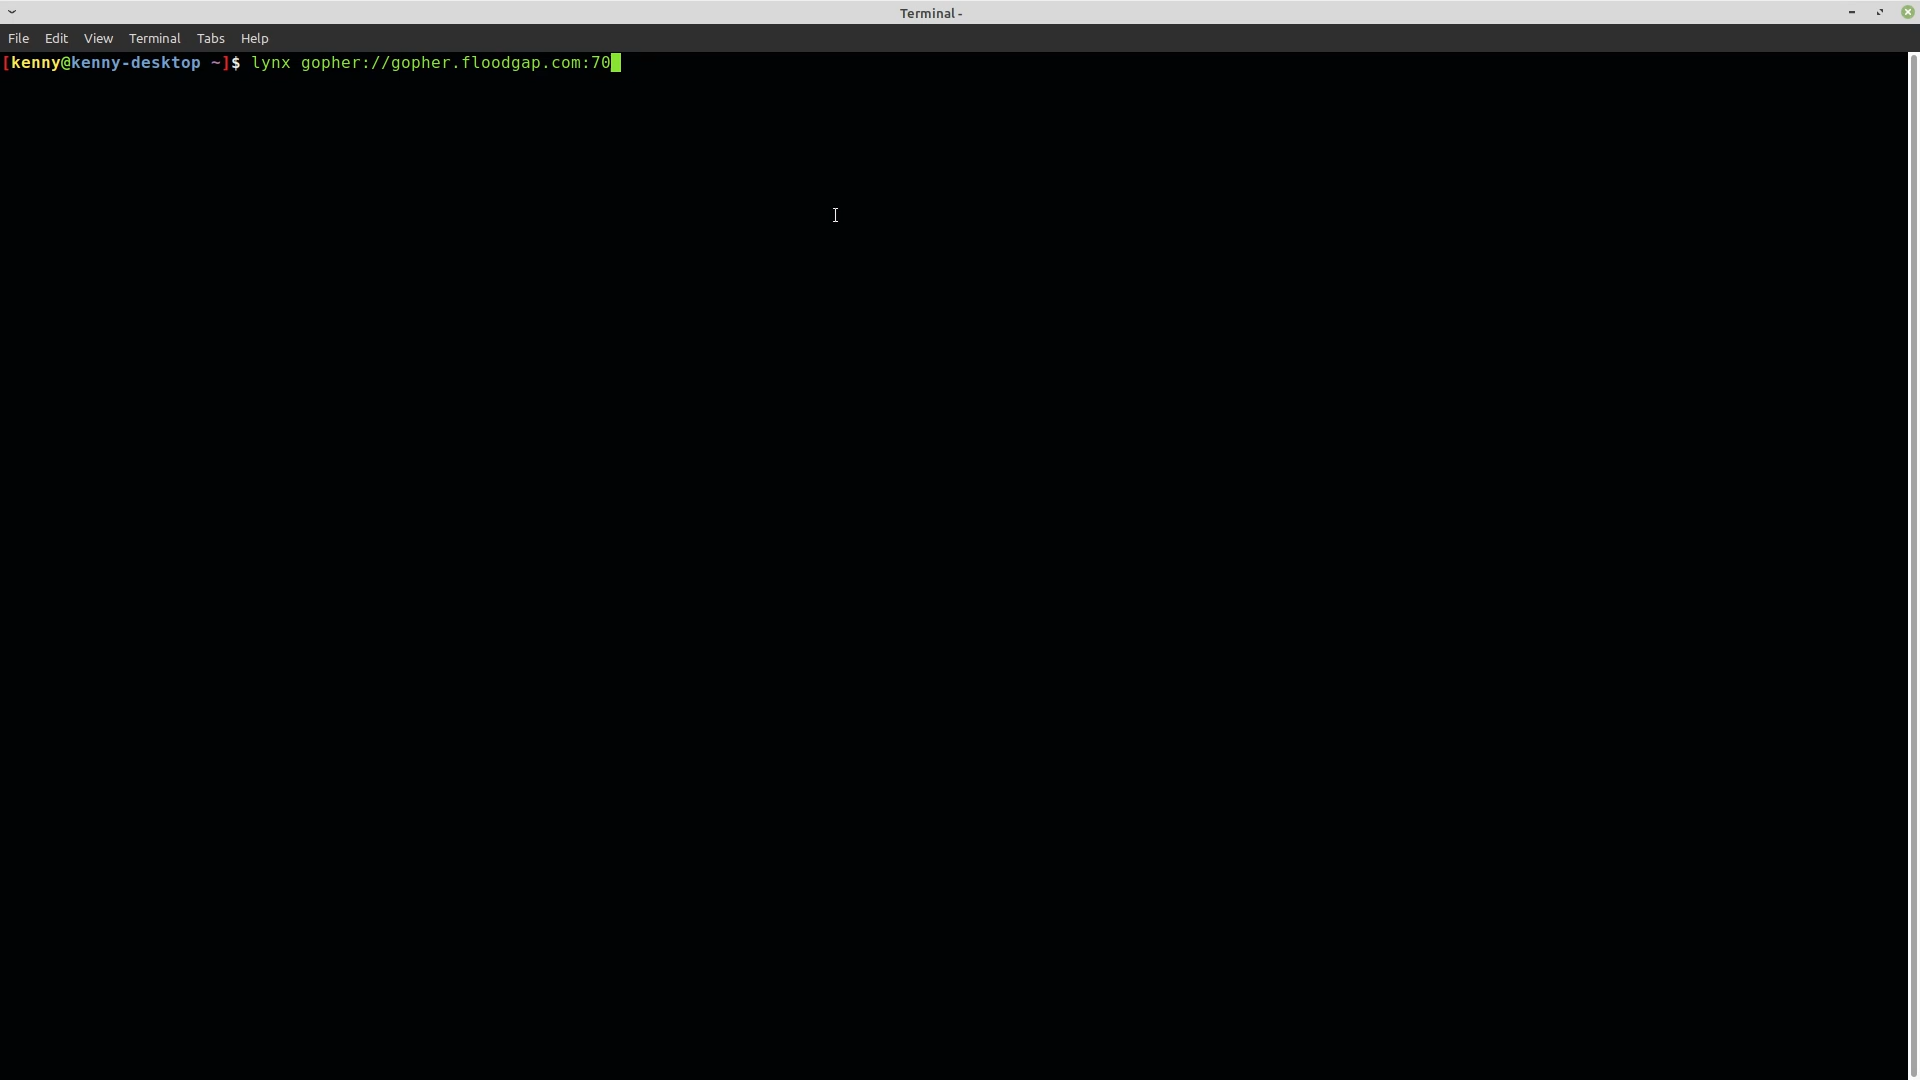 Terminal -
File Edit View Terminal Tabs Help
[kenny@kenny-desktop ~]$ lynx gopher://gopher.floodgap.com:70